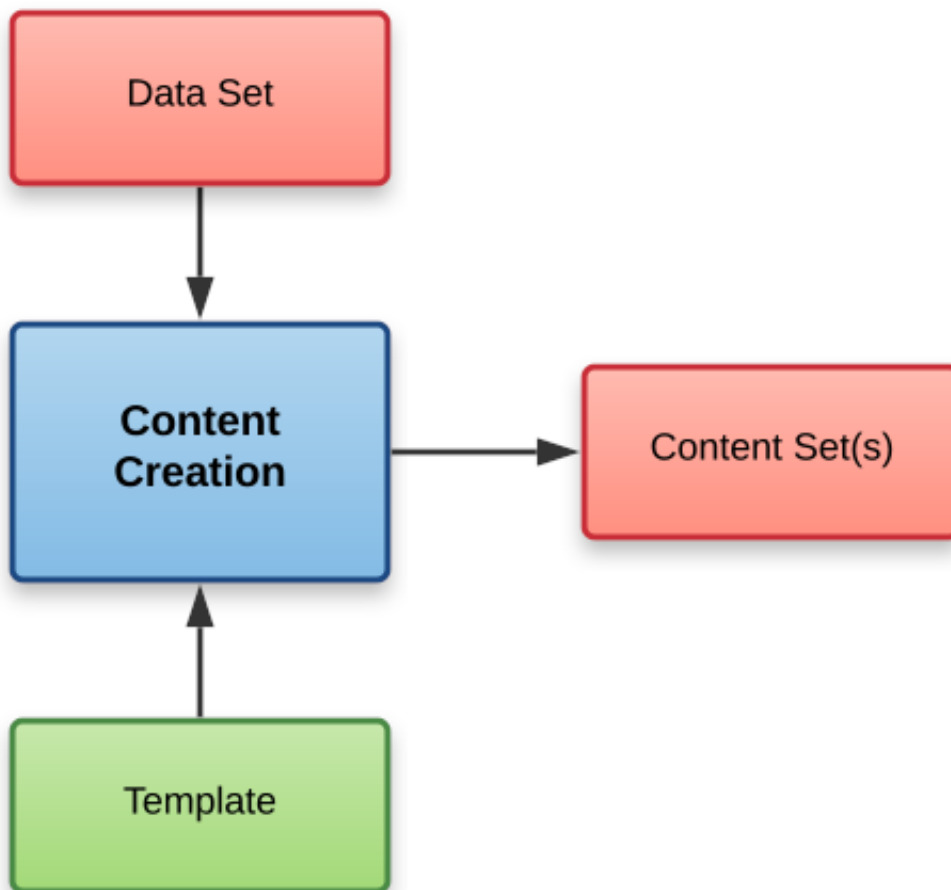 Data Set
Content
Creation
Content Set(s)
Template